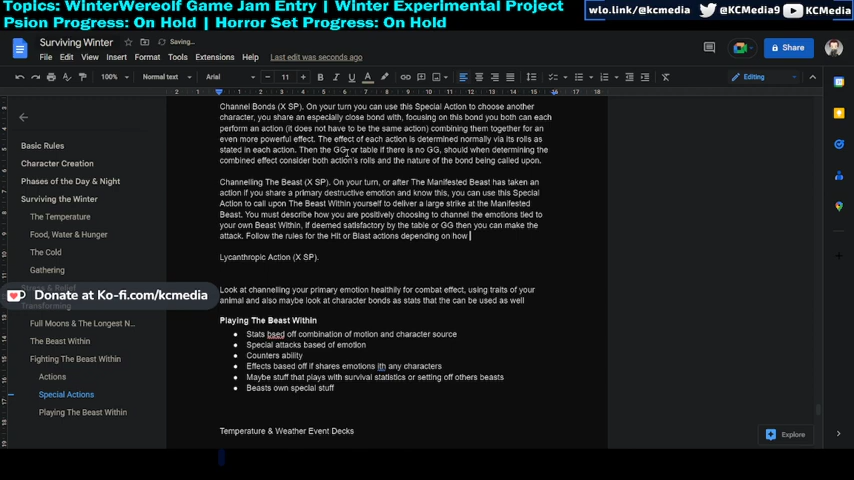 Topics: WinterWereolf Game Jam Entry | Winter Experimental Project
Psion Progress: On Hold | Horror Set Progress: On Hold
wlo.link/@kcmedia @KCMedia9 KCMedia
Surviving Winter Saving...
File Edit View Insert Format Tools Extensions Help Last edit was seconds ago
Share
100% Normal text Arial 11 Editing
Channel Bonds (X SP). On your turn you can use this Special Action to choose another
character, you share an especially close bond with, focusing on this bond you both can each
perform an action (it does not have to be the same action) combining them together for an
even more powerful effect. The effect of each action is determined normally via its rolls as
stated in each action. Then the GG or table if there is no GG, should when determining the
combined effect consider both action's rolls and the nature of the bond being called upon.
Channelling The Beast (X SP). On your turn, or after The Manifested Beast has taken an
action if you share a primary destructive emotion and know this, you can use this Special
Action to call upon The Beast Within yourself to deliver a large strike at the Manifested
Beast. You must describe how you are positively choosing to channel the emotions tied to
your own Beast Within, if deemed satisfactory by the table or GG then you can make the
attack. Follow the rules for the Hit or Blast actions depending on how
Lycanthropic Action (X SP).
Look at channelling your primary emotion healthily for combat effect, using traits of your
animal and also maybe look at character bonds as stats that the can be used as well
Playing The Beast Within
● Stats bsed off combination of motion and character source
● Special attacks based of emotion
● Counters ability
● Effects based off if shares emotions ith any characters
● Maybe stuff that plays with survival statistics or setting off others beasts
● Beasts own special stuff
Temperature & Weather Event Decks
Basic Rules
Character Creation
Phases of the Day & Night
Surviving the Winter
The Temperature
Food, Water & Hunger
The Cold
Gathering
Donate at Ko-fi.com/kcmedia
Full Moons & The Longest N...
The Beast Within
Fighting The Beast Within
Actions
Special Actions
Playing The Beast Within
Explore